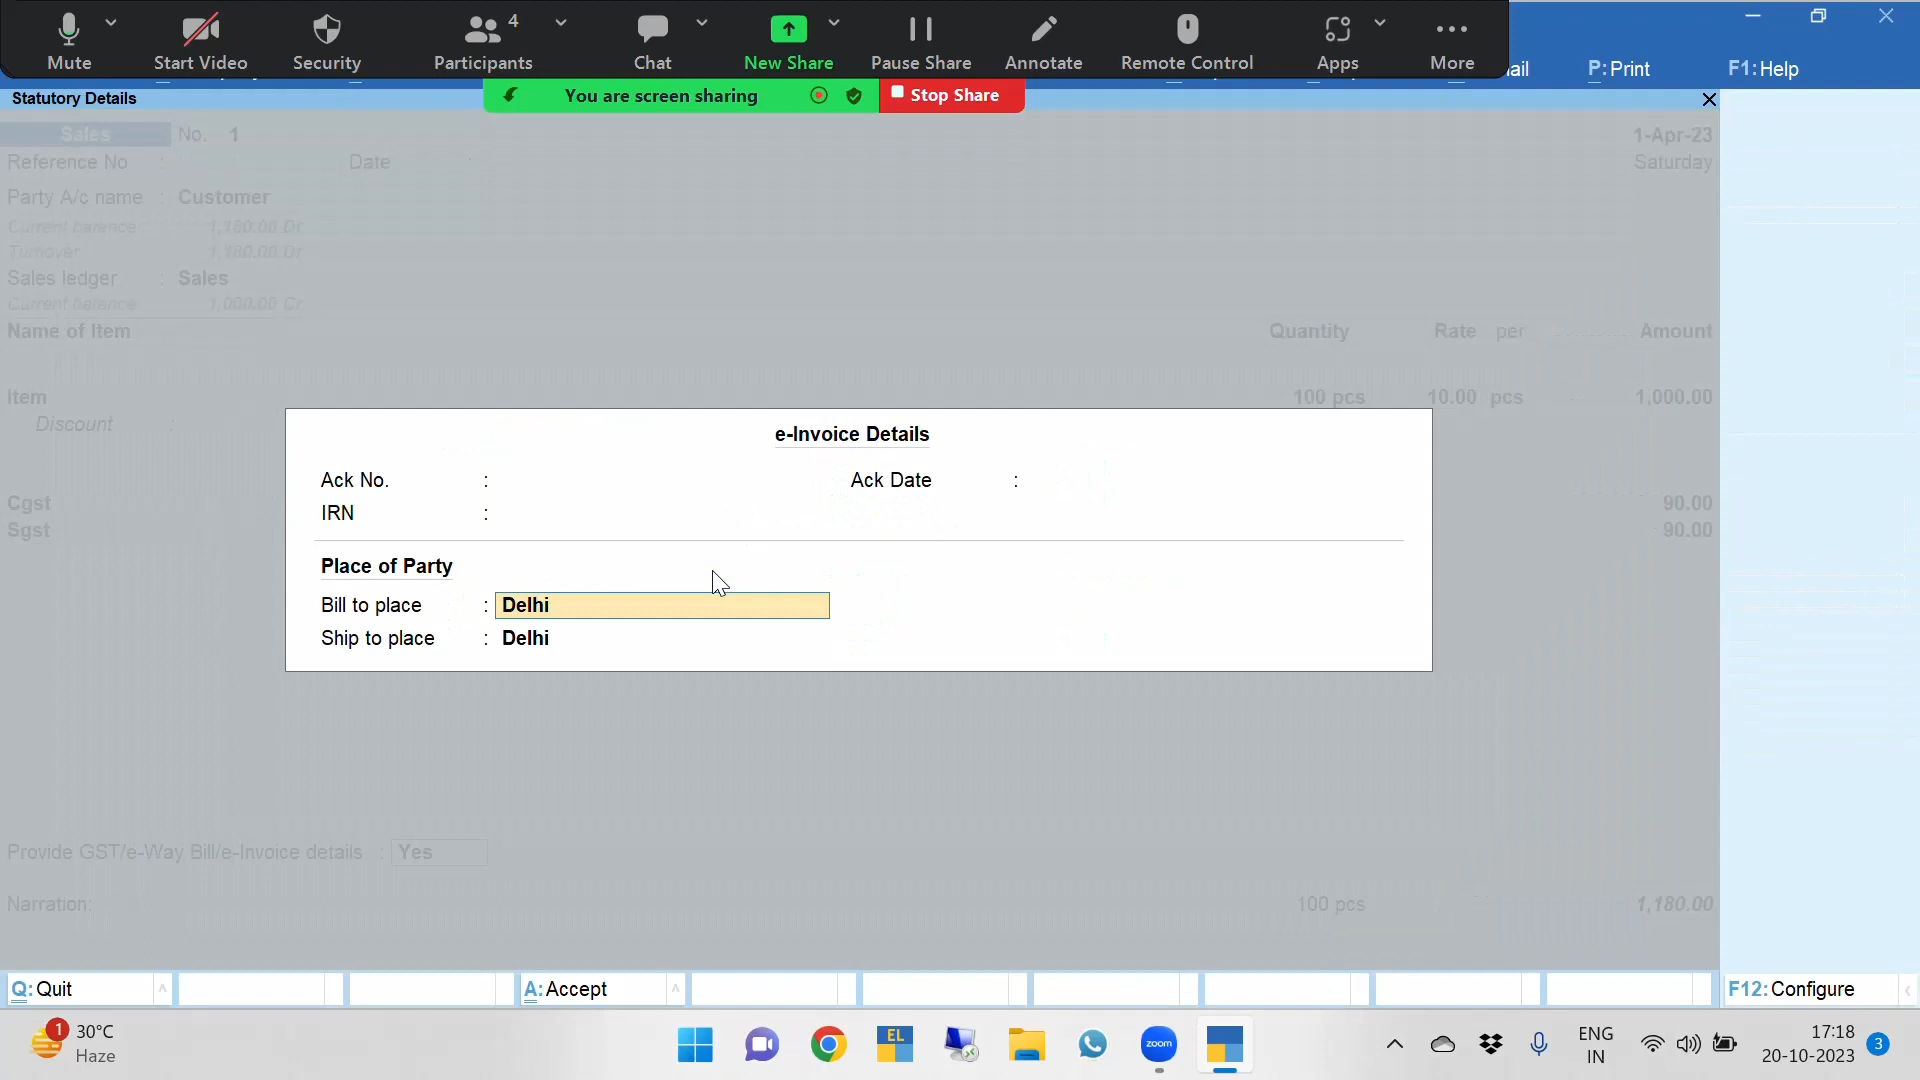 Mute
Start Video
Security
4
Participants
Chat
New Share
Pause Share
Annotate
Remote Control
Apps
More
ail
P: Print
F1: Help
You are screen sharing
Stop Share
Statutory Details
Sales No. 1
1-Apr-23
Reference No : Date :
Saturday
Party A/c name : Customer
Current balance : 1,180.00 Dr
Turnover : 1,180.00 Dr
Sales ledger : Sales
Current balance : 1,000.00 Cr
Name of Item Quantity Rate per Amount
Item 100 pcs 10.00 pcs 1,000.00
Discount :
e-Invoice Details
Ack No. : Ack Date :
IRN :
Cgst 90.00
Sgst 90.00
Place of Party
Bill to place : Delhi
Ship to place : Delhi
Provide GST/e-Way Bill/e-Invoice details : Yes
Narration: 100 pcs 1,180.00
Q: Quit
A: Accept
F12: Configure
1
30°C
Haze
EL
zoom
ENG
IN
17:18
20-10-2023
3